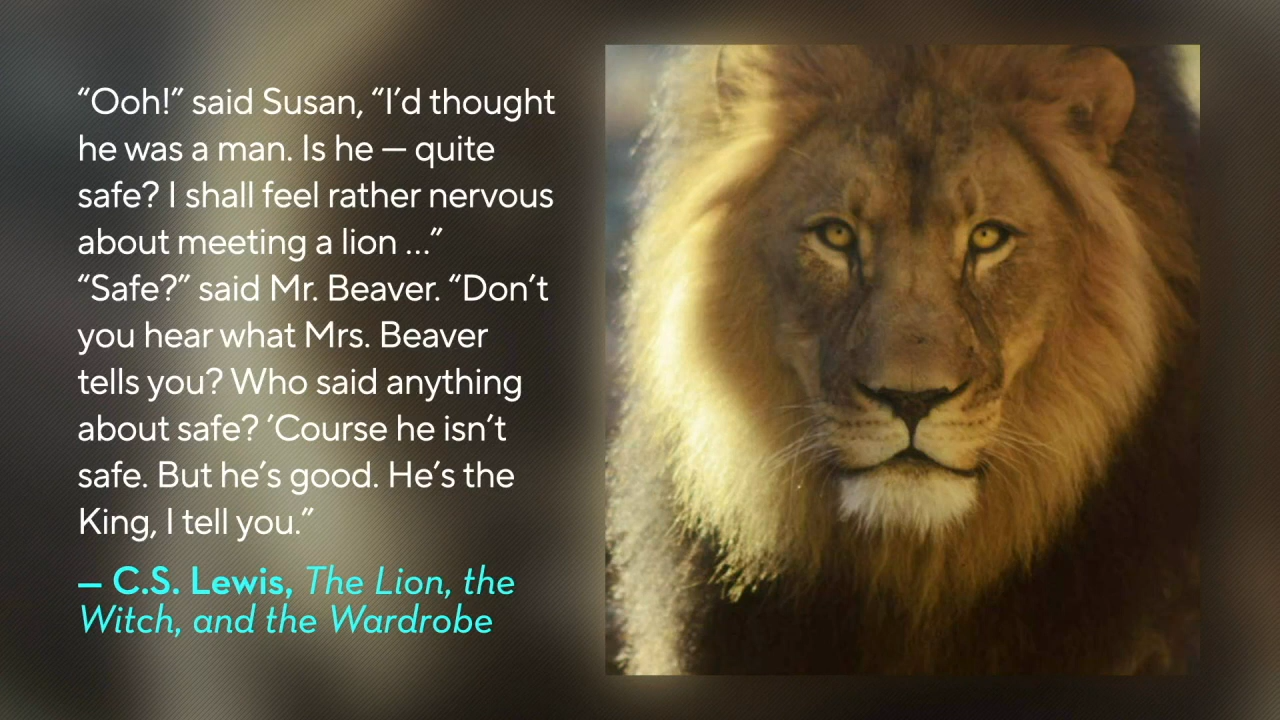 “Ooh!” said Susan, “I’d thought
he was a man. Is he — quite
safe? I shall feel rather nervous
about meeting a lion ...”
“Safe?” said Mr. Beaver. “Don’t
you hear what Mrs. Beaver
tells you? Who said anything
about safe? ’Course he isn’t
safe. But he’s good. He’s the
King, I tell you.”
— C.S. Lewis, The Lion, the
Witch, and the Wardrobe